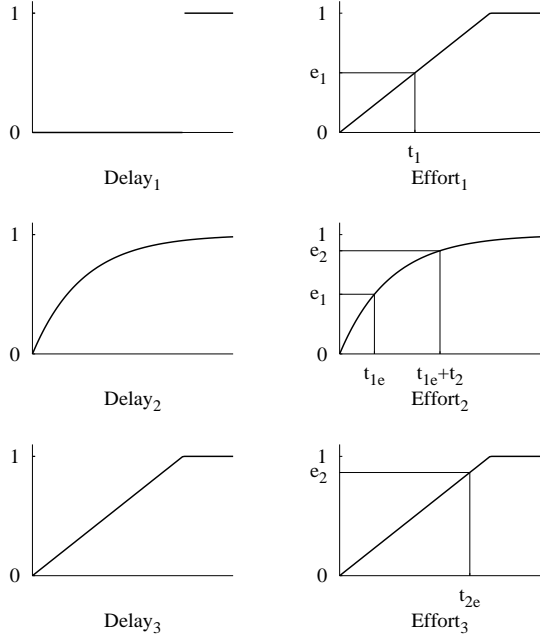 1
0
Delay1
1
e1
0
t1
Effort1
1
0
Delay2
1
e2
e1
0
t1e
t1e+t2
Effort2
1
0
Delay3
1
e2
0
t2e
Effort3